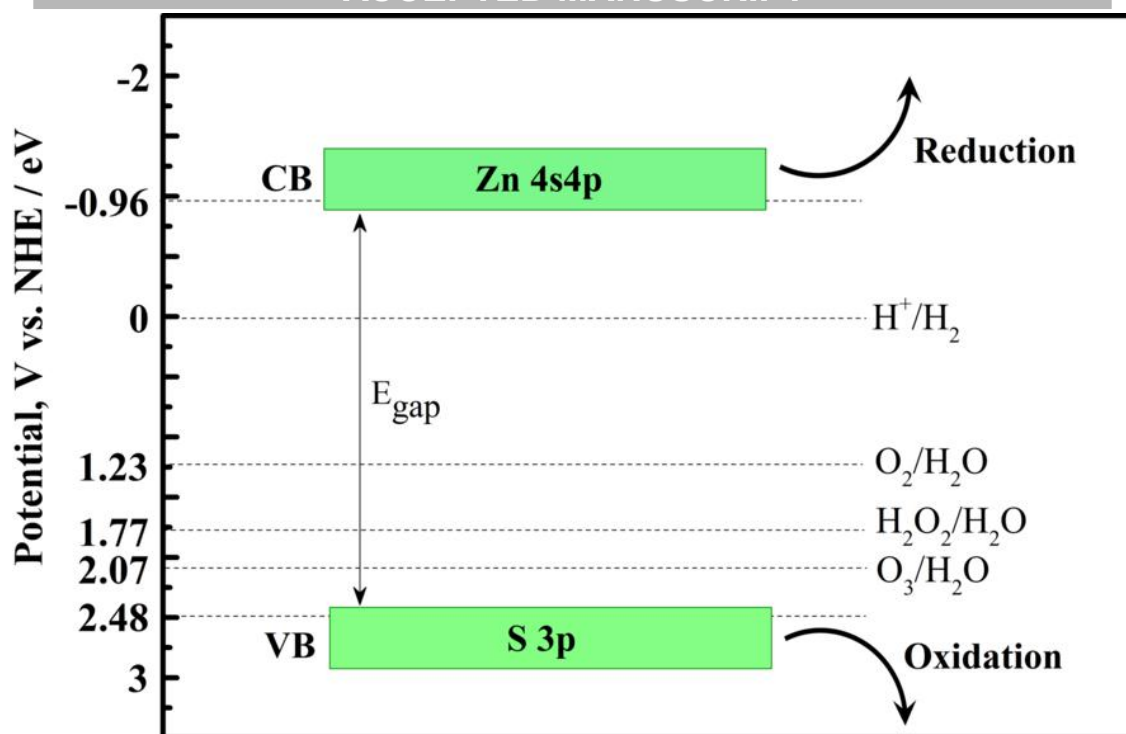 -2
Reduction
CB
Zn 4s4p
-0.96
0
H⁺/H₂
E_gap
1.23
O₂/H₂O
1.77
H₂O₂/H₂O
2.07
O₃/H₂O
2.48
VB
S 3p
Oxidation
3
Potential, V vs. NHE / eV